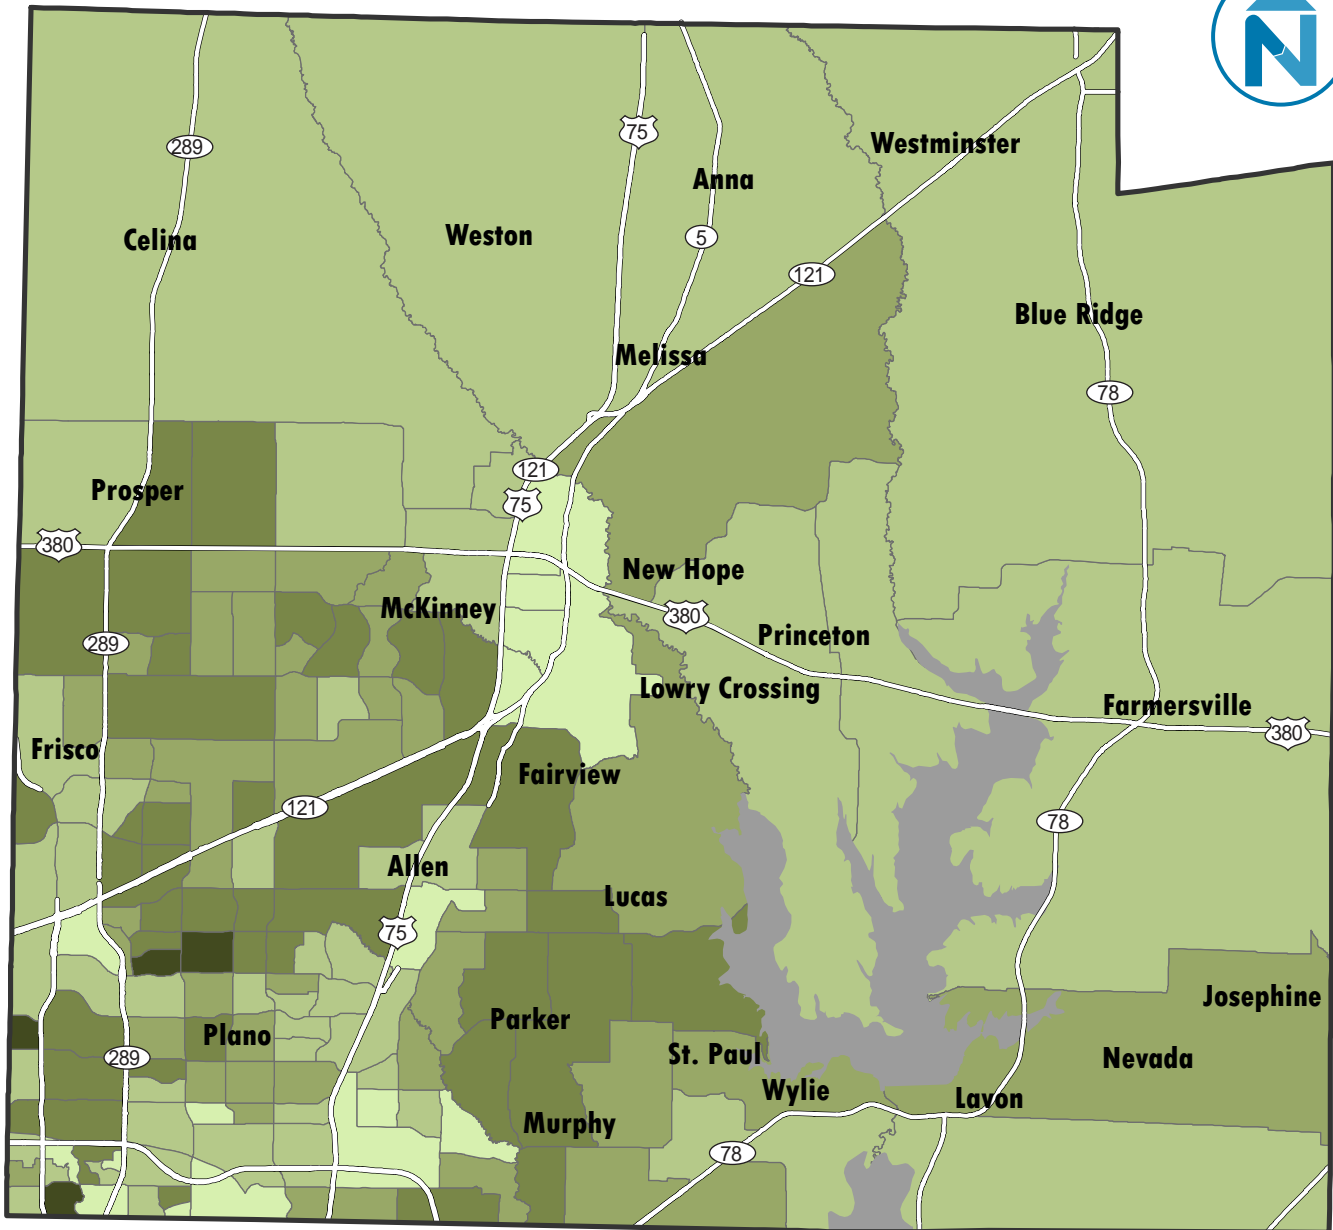 N
75
289
Westminster
Anna
5
Weston
Celina
121
Blue Ridge
Melissa
78
121
Prosper
75
380
New Hope
McKinney
380
Princeton
289
Lowry Crossing
Farmersville
380
Frisco
Fairview
121
78
Allen
Lucas
75
Josephine
Parker
Plano
St. Paul
289
Nevada
Wylie
Lavon
Murphy
78